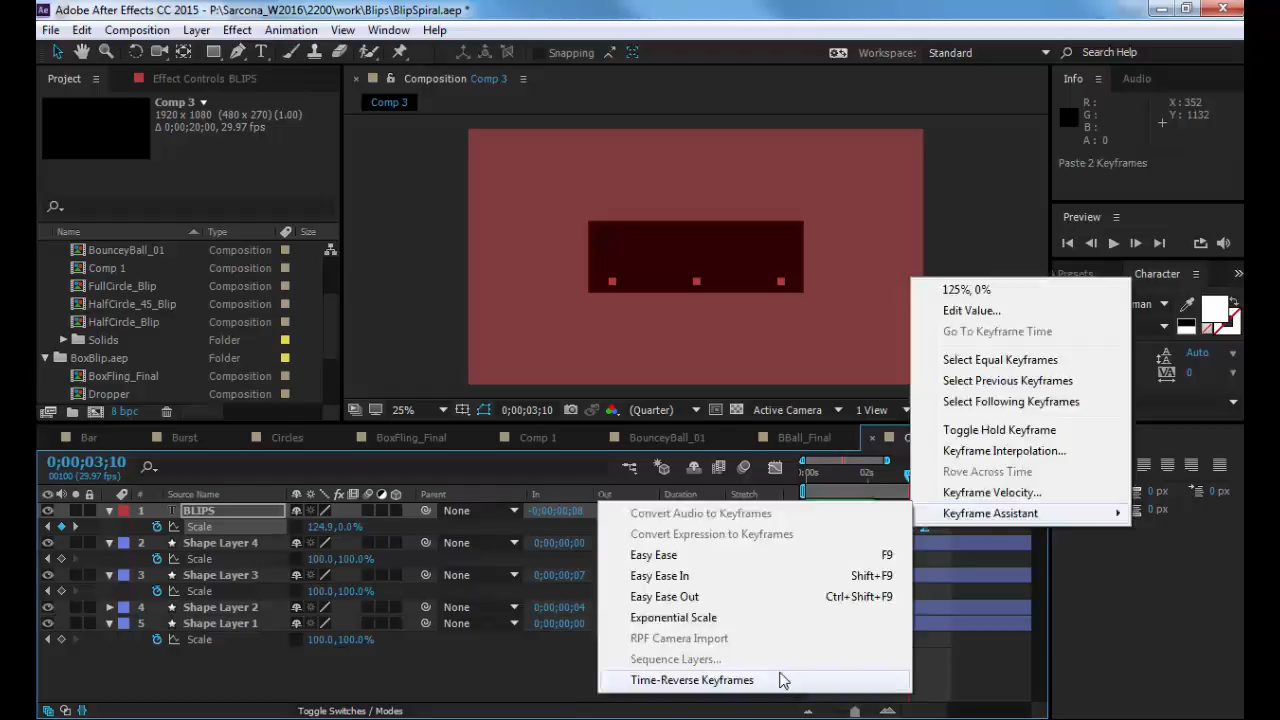 Adobe After Effects CC 2015 - P:\Sarcona_W2016\2200\work\Blips\BlipSpiral.aep *
File Edit Composition Layer Effect Animation View Window Help
Snapping
Workspace: Standard
Search Help
Project
Effect Controls BLIPS
Composition Comp 3
Info
Audio
Comp 3
1920 x 1080 (480 x 270) (1.00)
Δ 0;00;20;00, 29.97 fps
Comp 3
R :
G :
B :
A : 0
X : 352
Y : 1132
Paste 2 Keyframes
Name Type Size
BounceyBall_01 Composition
Comp 1 Composition
FullCircle_Blip Composition
HalfCircle_45_Blip Composition
HalfCircle_Blip Composition
Solids Folder
BoxBlip.aep Folder
BoxFling_Final Composition
Dropper Composition
8 bpc
Preview
Presets
Character
Auto
0
0 px
0 px
0 px
25%
0;00;03;10
(Quarter)
Active Camera
1 View
125%, 0%
Edit Value...
Go To Keyframe Time
Select Equal Keyframes
Select Previous Keyframes
Select Following Keyframes
Toggle Hold Keyframe
Keyframe Interpolation...
Rove Across Time
Keyframe Velocity...
Keyframe Assistant
Bar
Burst
Circles
BoxFling_Final
Comp 1
BounceyBall_01
BBall_Final
0;00;03;10
00100 (29.97 fps)
02s
# Source Name Parent In Out Duration Stretch
1 T BLIPS None -0;00;00;08
Scale 124.9,0.0%
2 Shape Layer 4 None 0;00;00;00
Scale 100.0,100.0%
3 Shape Layer 3 None 0;00;00;07
Scale 100.0,100.0%
4 Shape Layer 2 None 0;00;00;04
5 Shape Layer 1 None 0;00;00;00
Scale 100.0,100.0%
Convert Audio to Keyframes
Convert Expression to Keyframes
Easy Ease F9
Easy Ease In Shift+F9
Easy Ease Out Ctrl+Shift+F9
Exponential Scale
RPF Camera Import
Sequence Layers...
Time-Reverse Keyframes
Toggle Switches / Modes